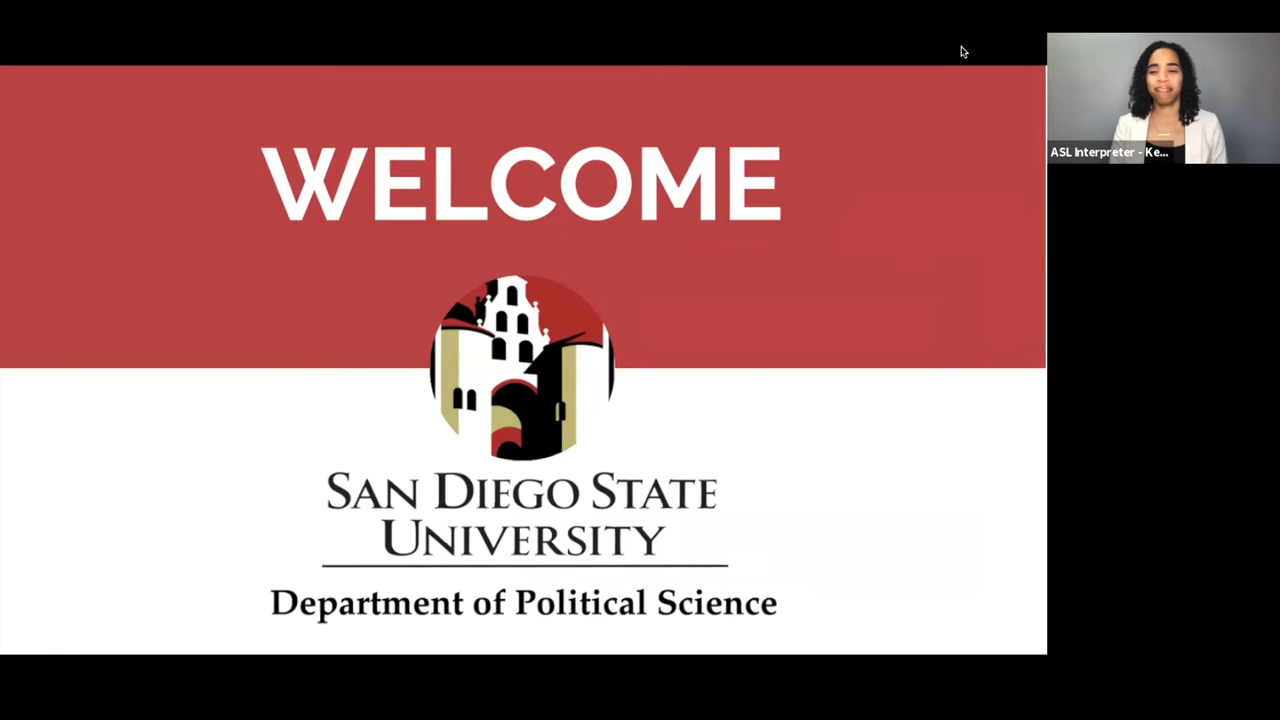 WELCOME
ASL Interpreter - Ke...
SAN DIEGO STATE
UNIVERSITY
Department of Political Science